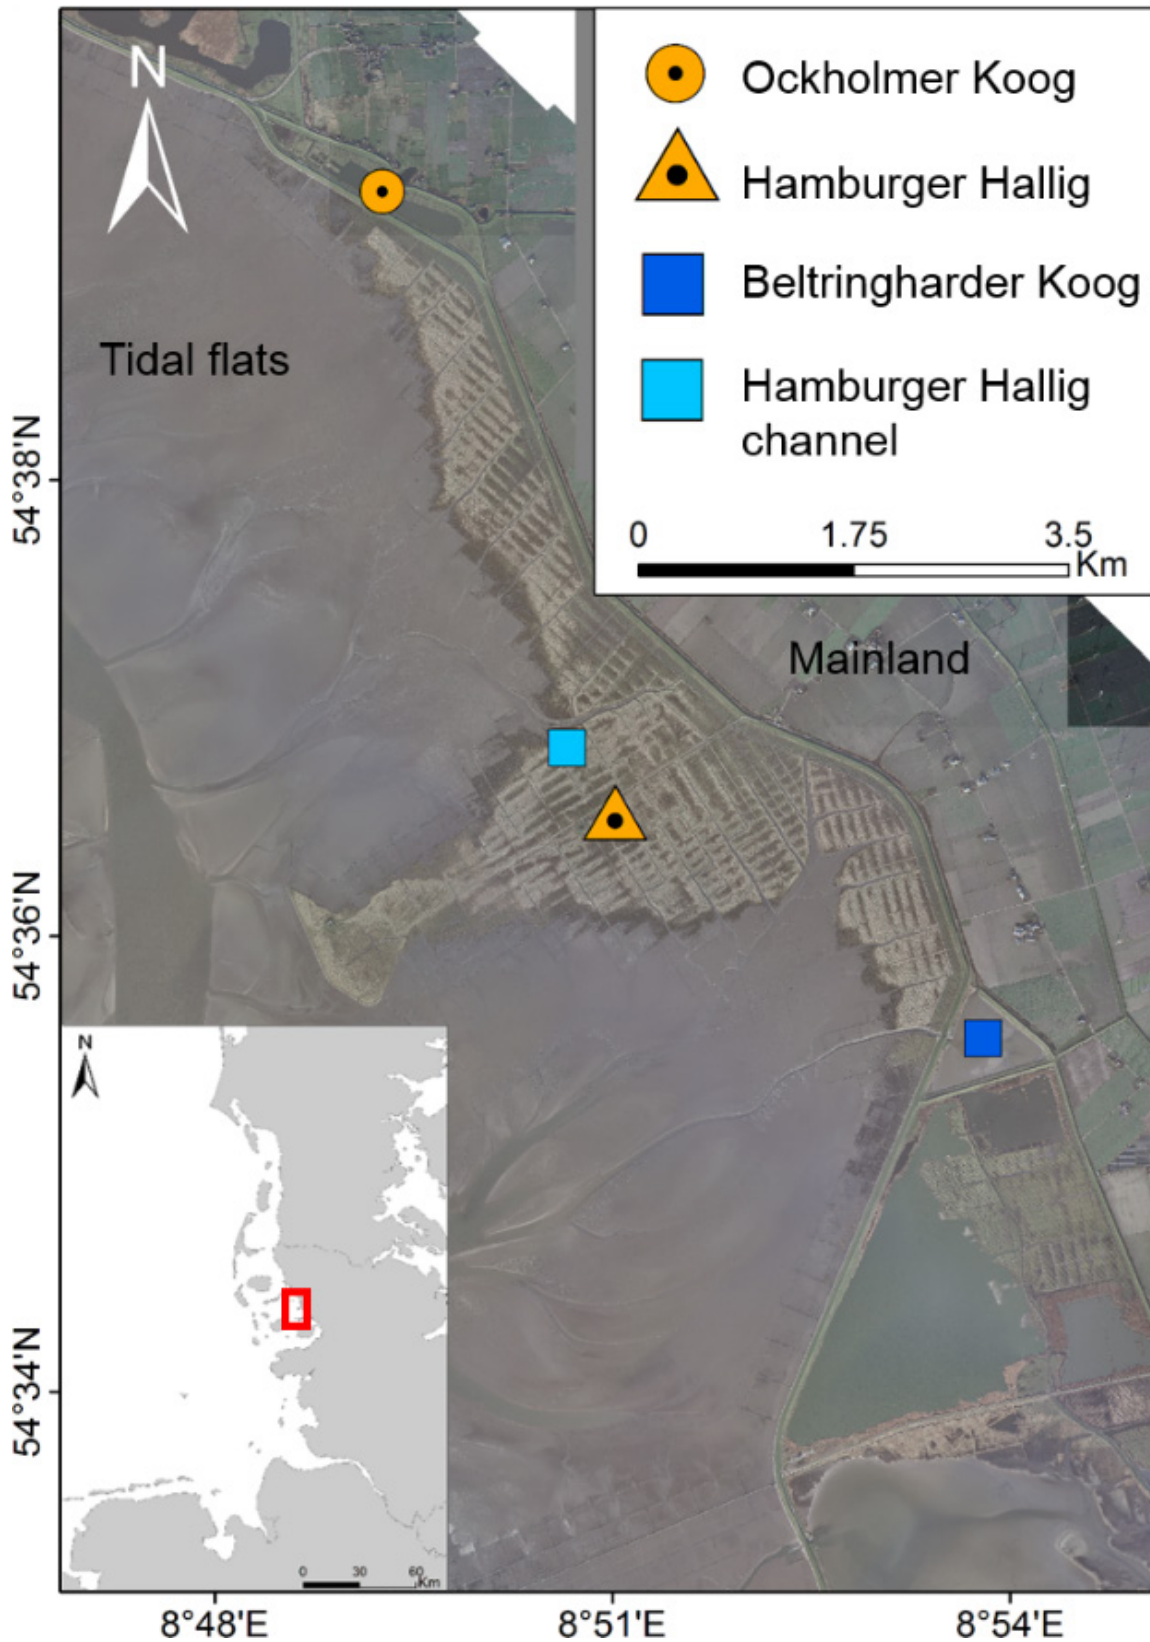 N
Ockholmer Koog
Hamburger Hallig
Beltringharder Koog
Hamburger Hallig
channel
0 1.75 3.5
Km
Tidal flats
Mainland
54°38'N
54°36'N
54°34'N
N
0 30 60
Km
8°48'E 8°51'E 8°54'E